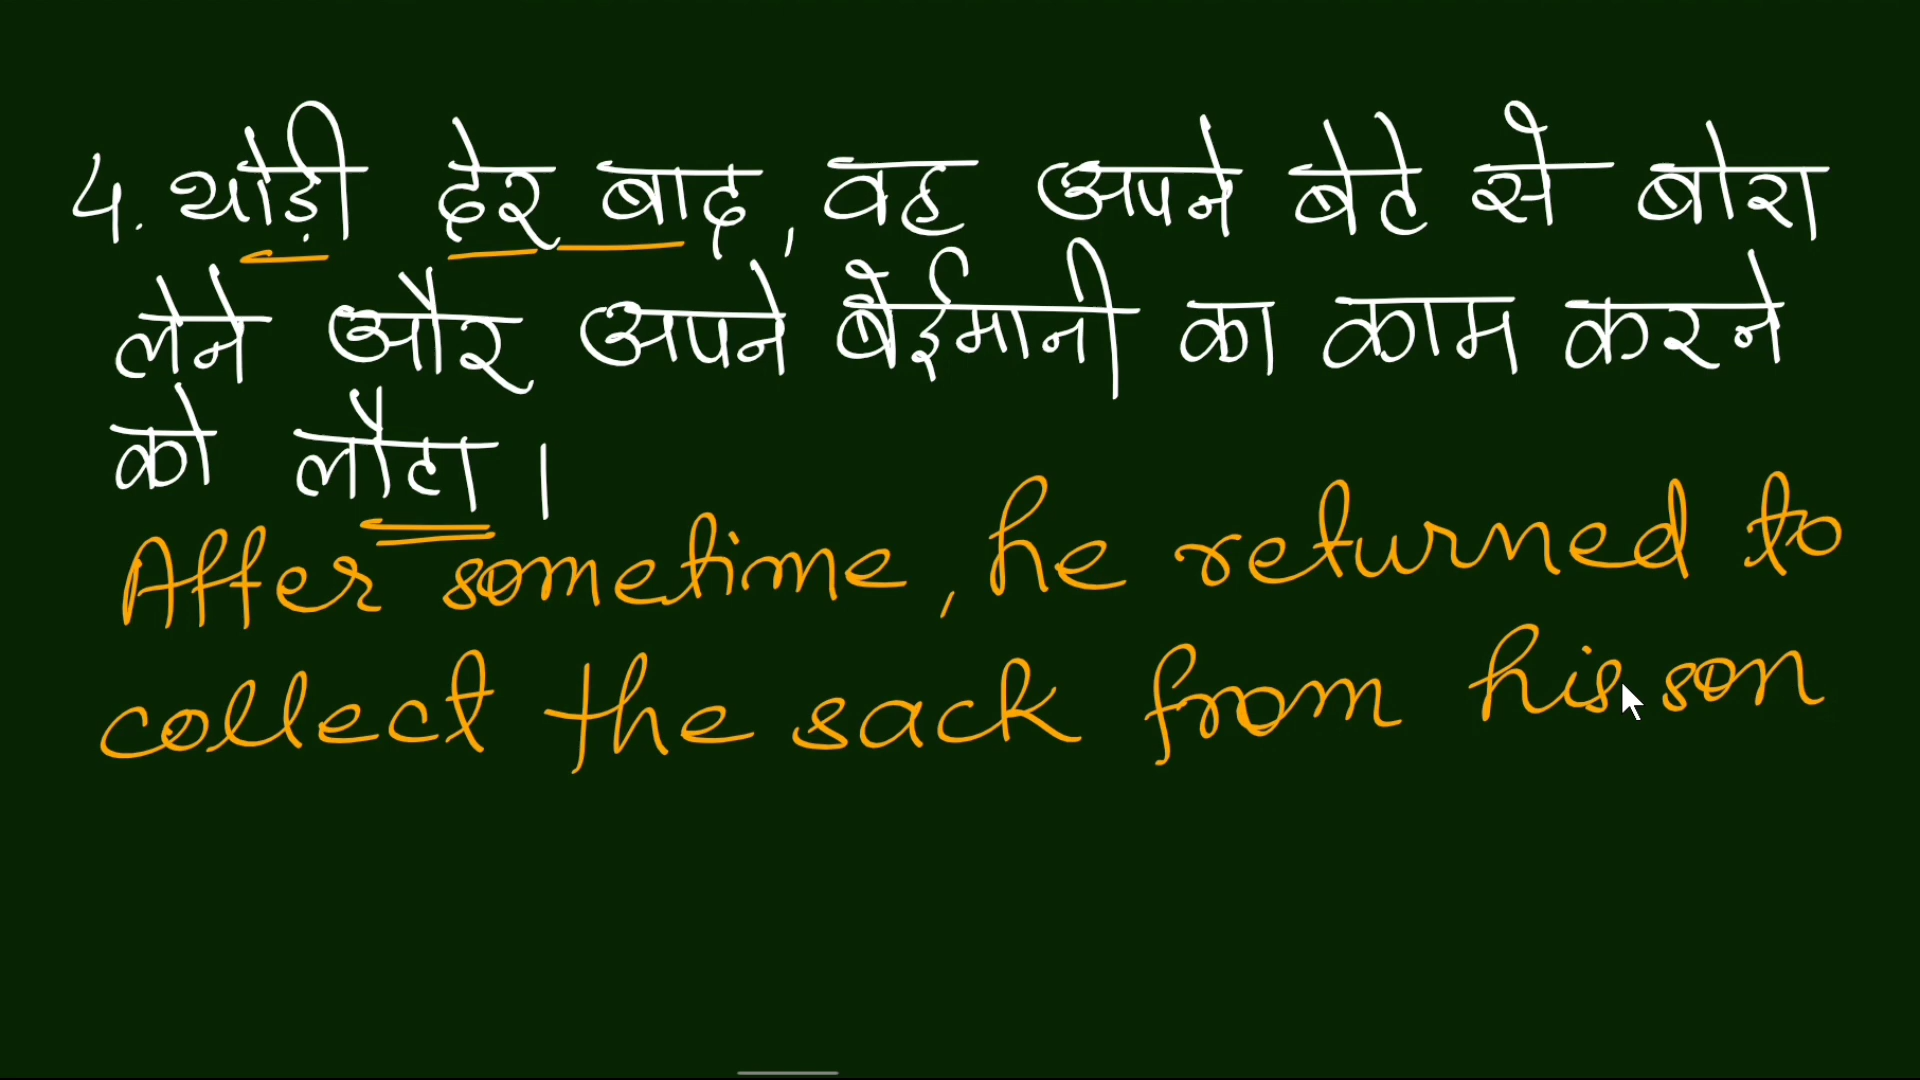 4. थोड़ी देर बाद, वह अपने बेटे से बोरा
लेने और अपने बेईमानी का काम करने
को लौटा।
After sometime, he returned to
collect the sack from his son